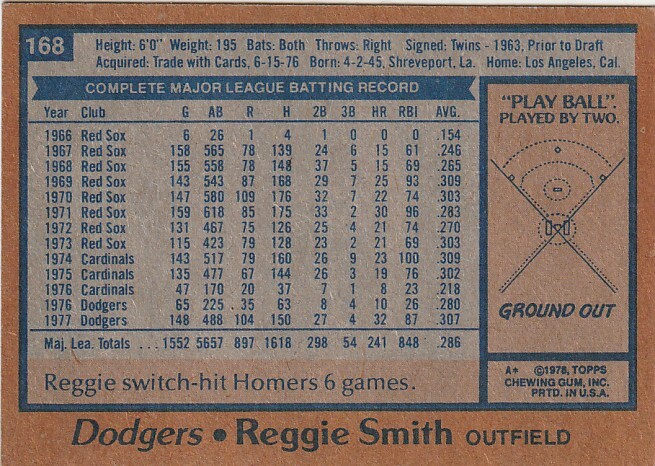 168
Height: 6'0" Weight: 195 Bats: Both Throws: Right Signed: Twins - 1963, Prior to Draft
Acquired: Trade with Cards, 6-15-76 Born: 4-2-45, Shreveport, La. Home: Los Angeles, Cal.
COMPLETE MAJOR LEAGUE BATTING RECORD
Year Club G AB R H 2B 3B HR RBI AVG.
1966 Red Sox 6 26 1 4 1 0 0 0 .154
1967 Red Sox 158 565 78 139 24 6 15 61 .246
1968 Red Sox 155 558 78 148 37 5 15 69 .265
1969 Red Sox 143 543 87 168 29 7 25 93 .309
1970 Red Sox 147 580 109 176 32 7 22 74 .303
1971 Red Sox 159 618 85 175 33 2 30 96 .283
1972 Red Sox 131 467 75 126 25 4 21 74 .270
1973 Red Sox 115 423 79 128 23 2 21 69 .303
1974 Cardinals 143 517 79 160 26 9 23 100 .309
1975 Cardinals 135 477 67 144 26 3 19 76 .302
1976 Cardinals 47 170 20 37 7 1 8 23 .218
1976 Dodgers 65 225 35 63 8 4 10 26 .280
1977 Dodgers 148 488 104 150 27 4 32 87 .307
Maj. Lea. Totals . . . 1552 5657 897 1618 298 54 241 848 .286
Reggie switch-hit Homers 6 games.
"PLAY BALL".
PLAYED BY TWO.
GROUND OUT
A* ©1978, TOPPS
CHEWING GUM, INC.
PRTD. IN U.S.A.
Dodgers • Reggie Smith OUTFIELD